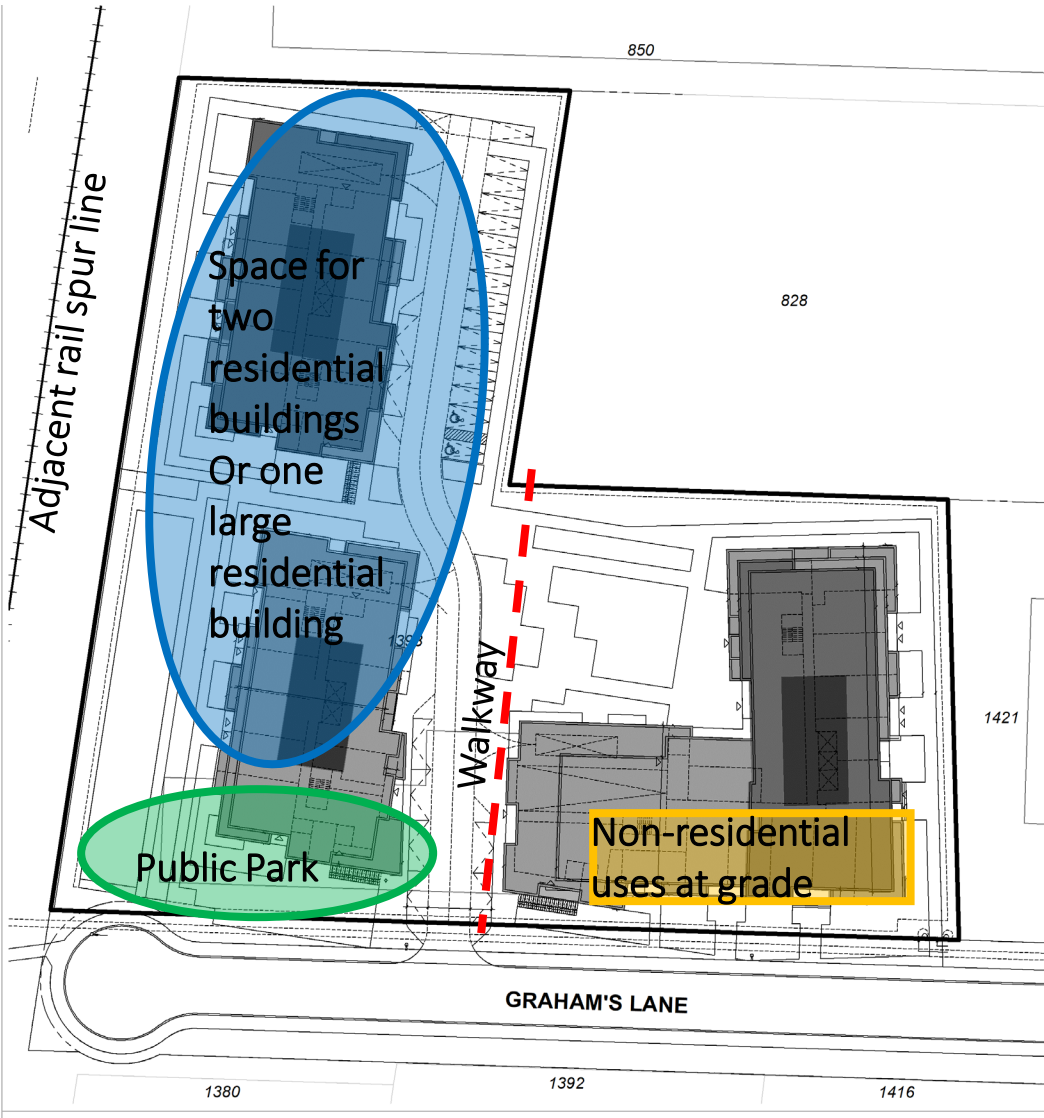 850
Adjacent rail spur line
Space for
two
residential
buildings
Or one
large
residential
building
828
1398
Walkway
1421
Non-residential
uses at grade
Public Park
GRAHAM'S LANE
1380
1392
1416